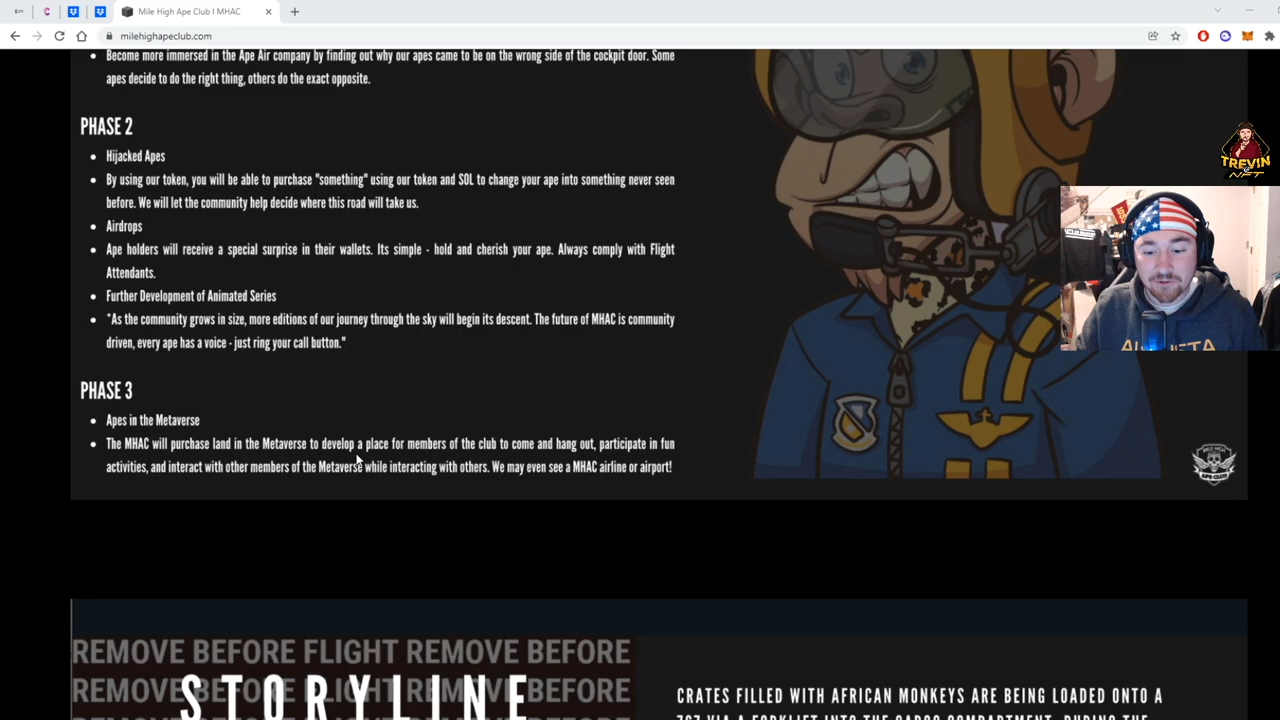 Mile High Ape Club I MHAC
milehighapeclub.com
Become more immersed in the Ape Air company by finding out why our apes came to be on the wrong side of the cockpit door. Some
apes decide to do the right thing, others do the exact opposite.
PHASE 2
Hijacked Apes
By using our token, you will be able to purchase "something" using our token and SOL to change your ape into something never seen
before. We will let the community help decide where this road will take us.
Airdrops
Ape holders will receive a special surprise in their wallets. Its simple - hold and cherish your ape. Always comply with Flight
Attendants.
Further Development of Animated Series
"As the community grows in size, more editions of our journey through the sky will begin its descent. The future of MHAC is community
driven, every ape has a voice - just ring your call button."
PHASE 3
Apes in the Metaverse
The MHAC will purchase land in the Metaverse to develop a place for members of the club to come and hang out, participate in fun
activities, and interact with other members of the Metaverse while interacting with others. We may even see a MHAC airline or airport!
TREVIN
NFT
MILE HIGH
APE CLUB
REMOVE BEFORE FLIGHT REMOVE BEFORE
REMOVE BEFORE FLIGHT REMOVE BEFORE
STORYLINE
CRATES FILLED WITH AFRICAN MONKEYS ARE BEING LOADED ONTO A